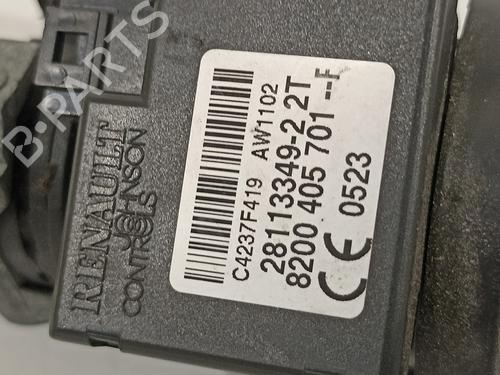 RENAULT
JOHNSON
CONTROLS
C4237F419 AW1102
28113349-2 2T
8200 405 701 --F
CE 0523
B-PARTS